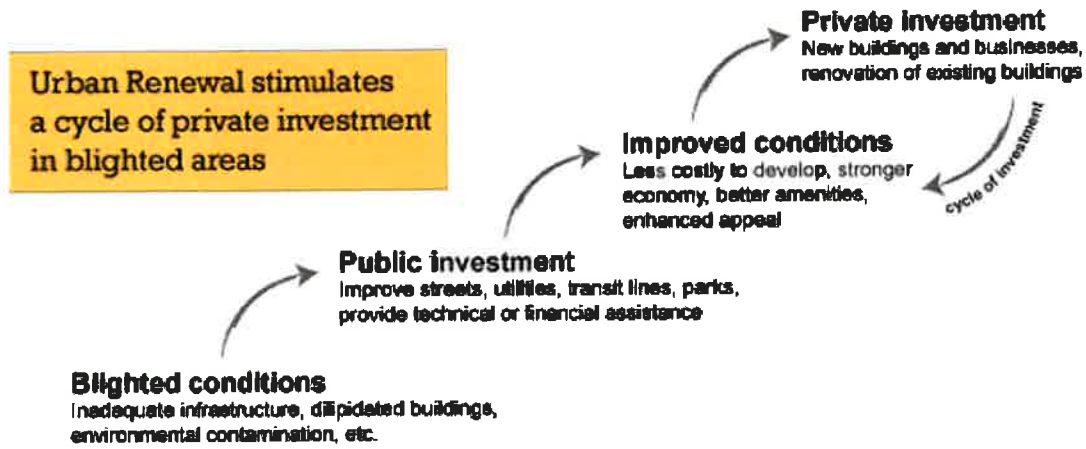 Urban Renewal stimulates
a cycle of private investment
in blighted areas
Private investment
New buildings and businesses,
renovation of existing buildings
cycle of investment
Improved conditions
Less costly to develop, stronger
economy, better amenities,
enhanced appeal
Public investment
Improve streets, utilities, transit lines, parks,
provide technical or financial assistance
Blighted conditions
Inadequate infrastructure, dilipidated buildings,
environmental contamination, etc.